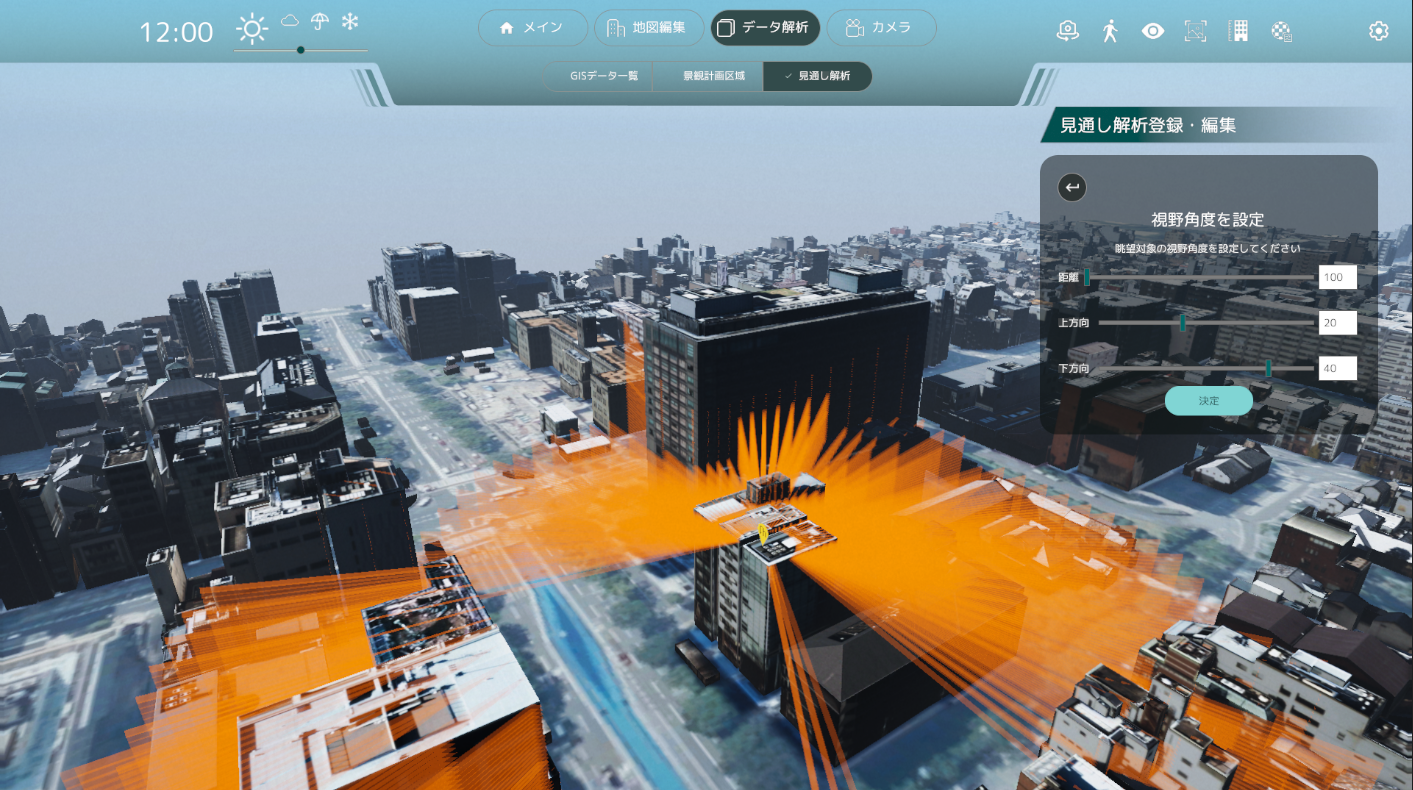 12:00
メイン
地図編集
データ解析
カメラ
GISデータ一覧
景観計画区域
✓ 見通し解析
見通し解析登録・編集
視野角度を設定
眺望対象の視野角度を設定してください
距離 100
上方向 20
下方向 40
決定